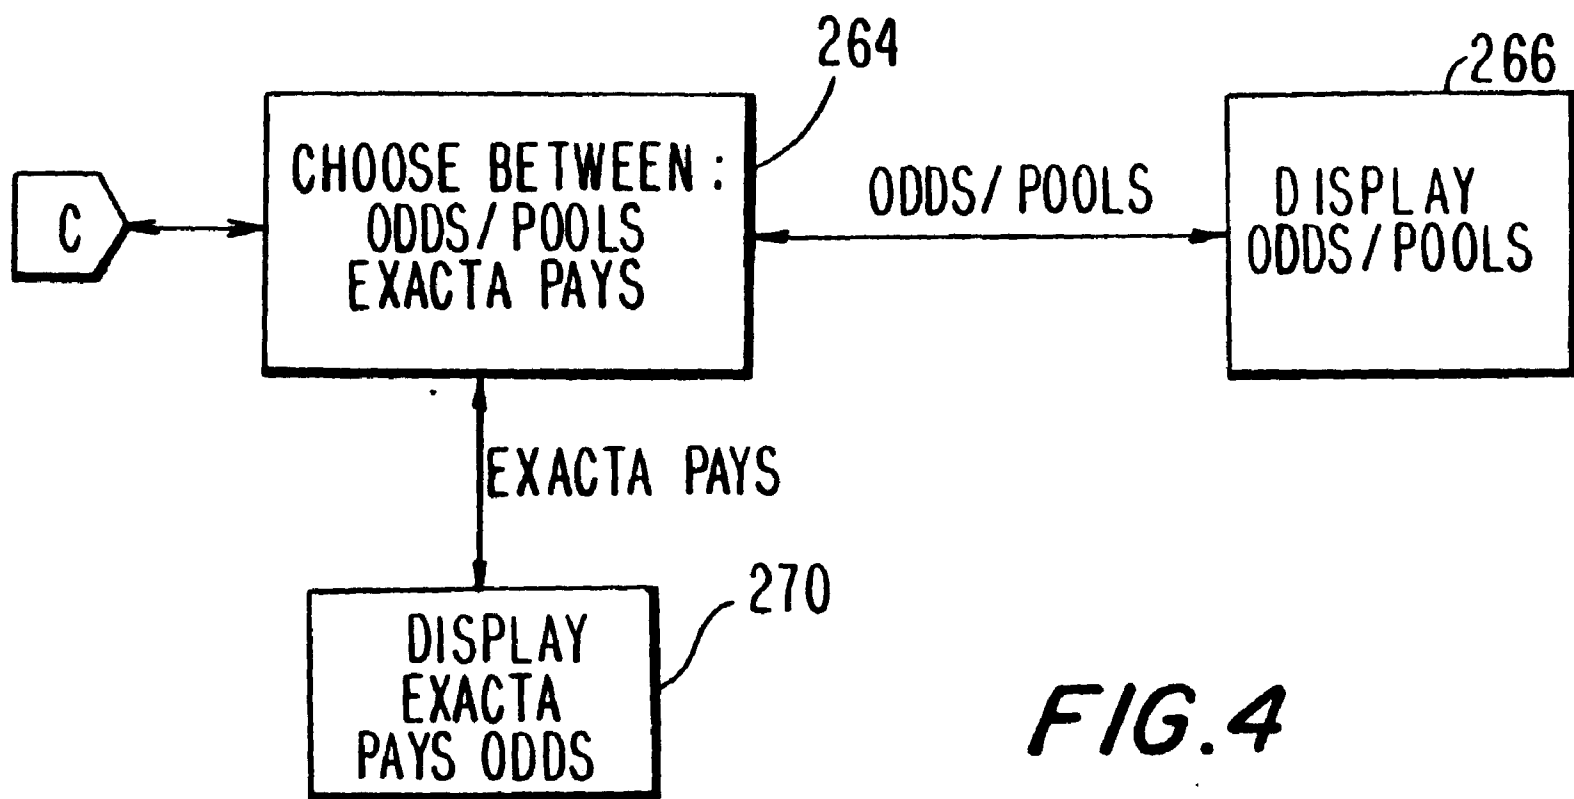 264
266
C
CHOOSE BETWEEN:
ODDS/POOLS
EXACTA PAYS
ODDS/POOLS
DISPLAY
ODDS/POOLS
EXACTA PAYS
270
DISPLAY
EXACTA
PAYS ODDS
FIG.4